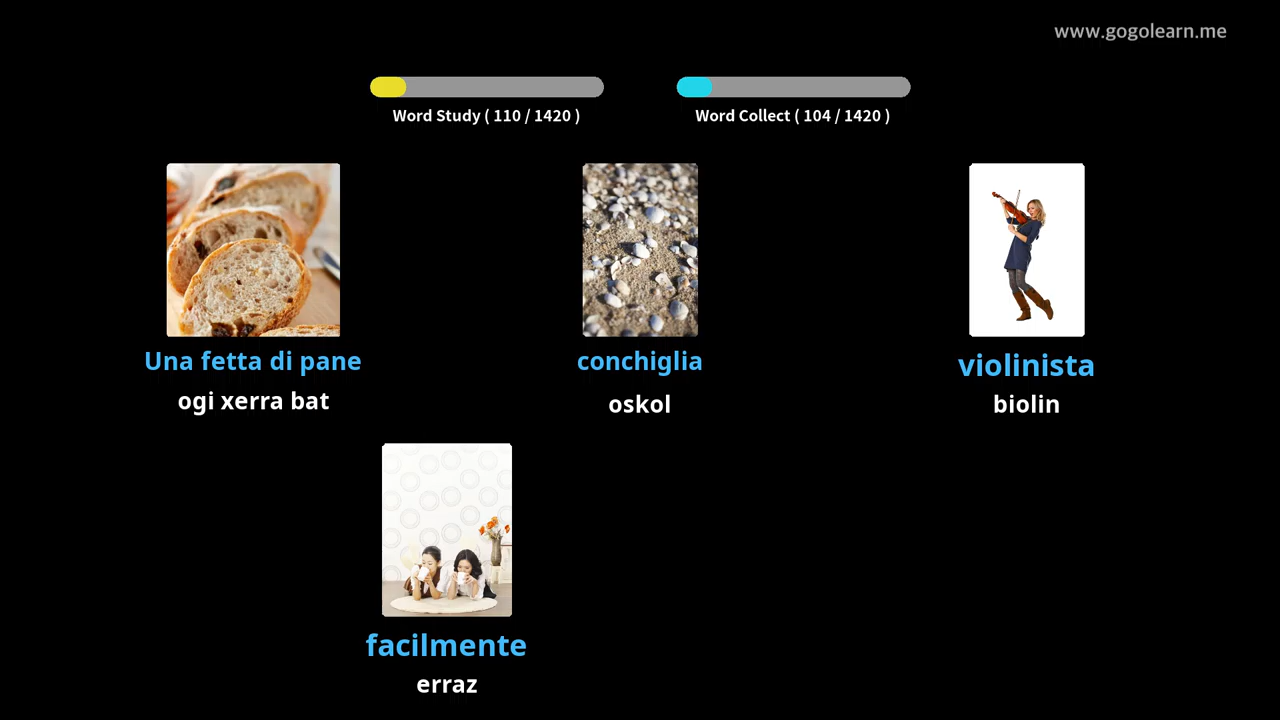 www.gogolearn.me
Word Study ( 110 / 1420 )
Word Collect ( 104 / 1420 )
Una fetta di pane
ogi xerra bat
conchiglia
oskol
violinista
biolin
facilmente
erraz